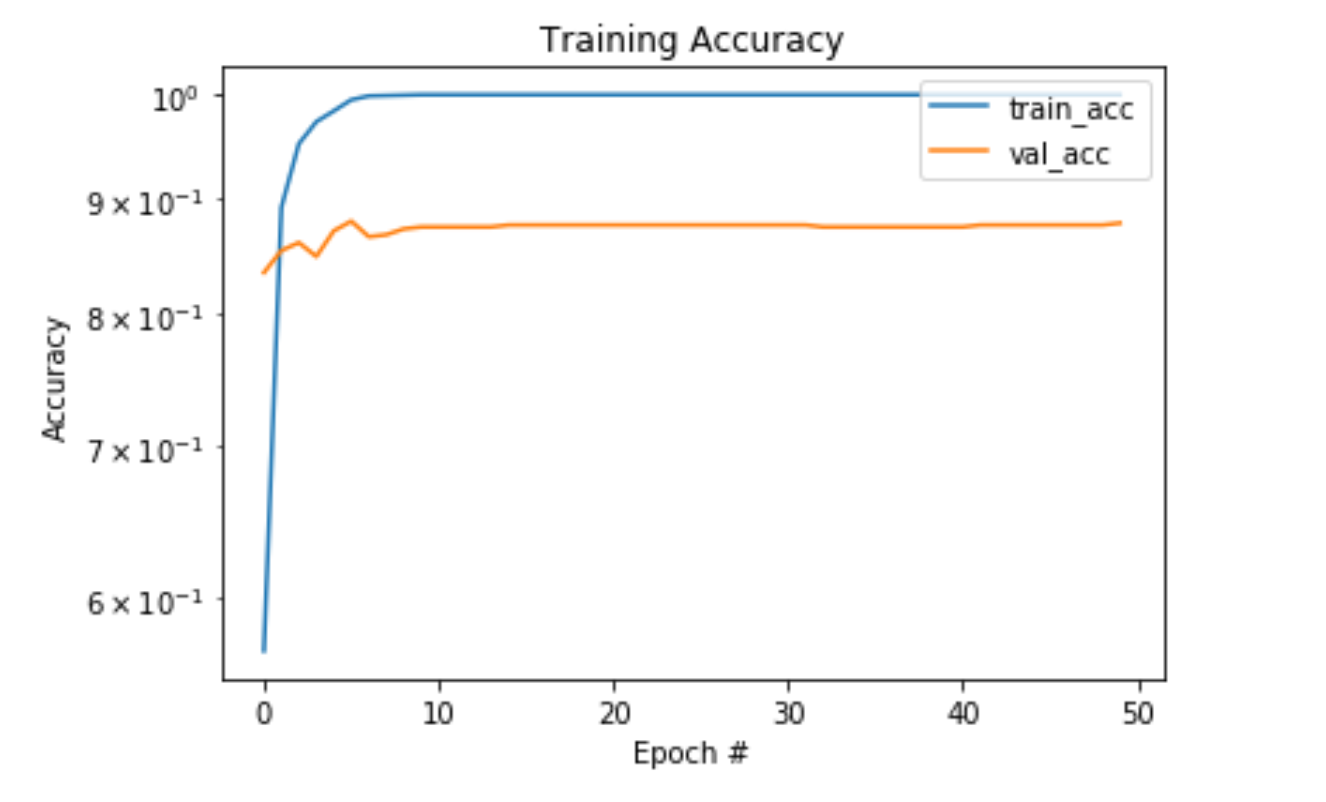 Training Accuracy
10⁰
train_acc
val_acc
9 × 10⁻¹
8 × 10⁻¹
Accuracy
7 × 10⁻¹
6 × 10⁻¹
0 10 20 30 40 50
Epoch #